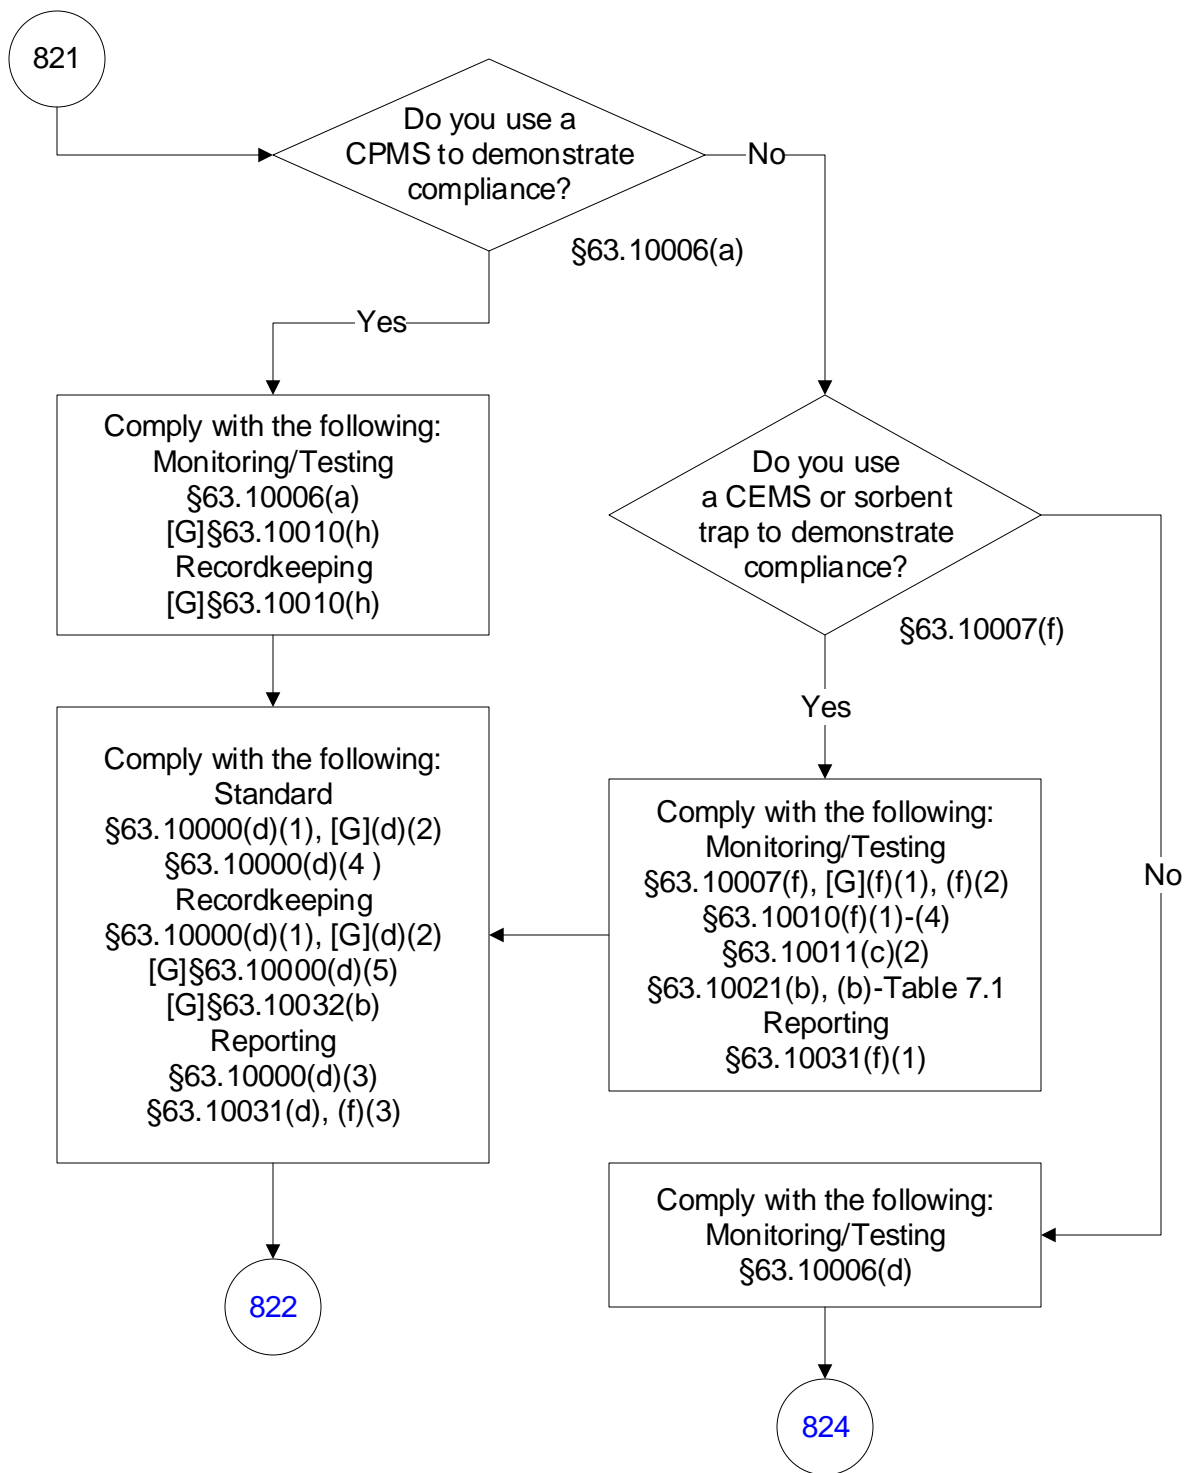 821
Do you use a
CPMS to demonstrate
compliance?
No
§63.10006(a)
Yes
Comply with the following:
Monitoring/Testing
§63.10006(a)
[G]§63.10010(h)
Recordkeeping
[G]§63.10010(h)
Do you use
a CEMS or sorbent
trap to demonstrate
compliance?
§63.10007(f)
Yes
No
Comply with the following:
Standard
§63.10000(d)(1), [G](d)(2)
§63.10000(d)(4 )
Recordkeeping
§63.10000(d)(1), [G](d)(2)
[G]§63.10000(d)(5)
[G]§63.10032(b)
Reporting
§63.10000(d)(3)
§63.10031(d), (f)(3)
Comply with the following:
Monitoring/Testing
§63.10007(f), [G](f)(1), (f)(2)
§63.10010(f)(1)-(4)
§63.10011(c)(2)
§63.10021(b), (b)-Table 7.1
Reporting
§63.10031(f)(1)
Comply with the following:
Monitoring/Testing
§63.10006(d)
822
824